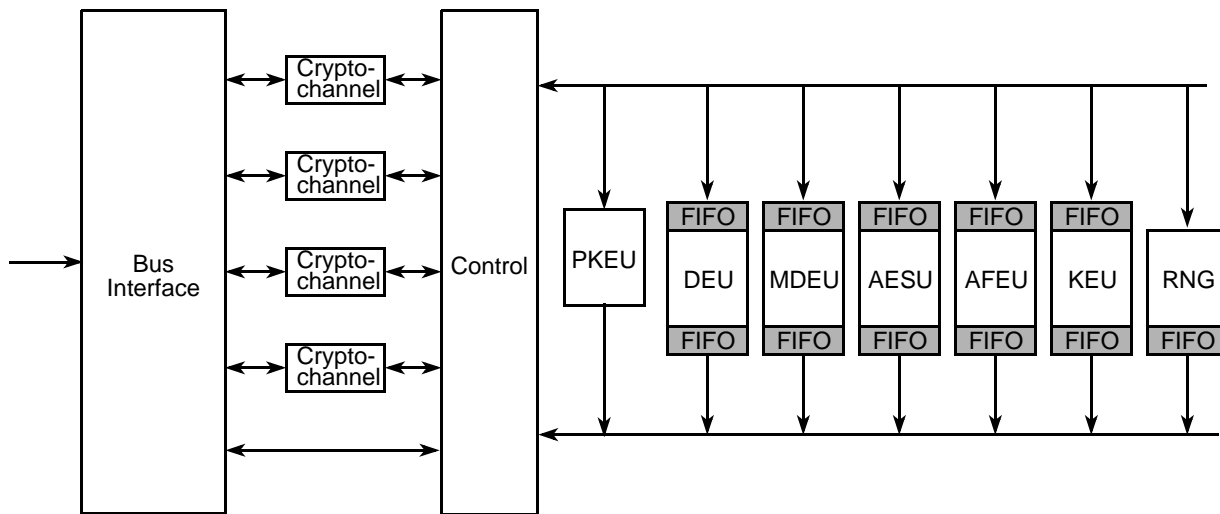 Crypto-
channel
Crypto-
channel
Crypto-
channel
Crypto-
channel
Bus
Interface
Control
FIFO
FIFO
FIFO
FIFO
FIFO
PKEU
DEU
MDEU
AESU
AFEU
KEU
RNG
FIFO
FIFO
FIFO
FIFO
FIFO
FIFO